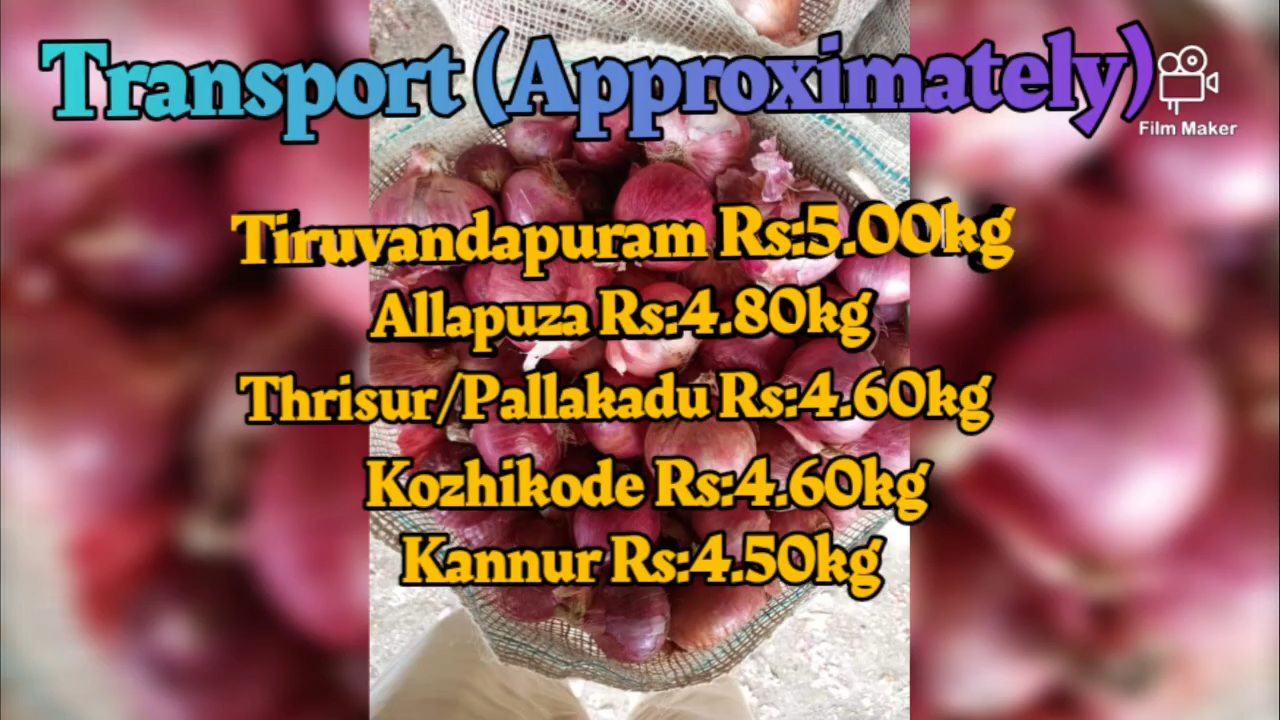 Transport (Approximately)
Film Maker
Tiruvandapuram Rs:5.00kg
Allapuza Rs:4.80kg
Thrisur/Pallakadu Rs:4.60kg
Kozhikode Rs:4.60kg
Kannur Rs:4.50kg